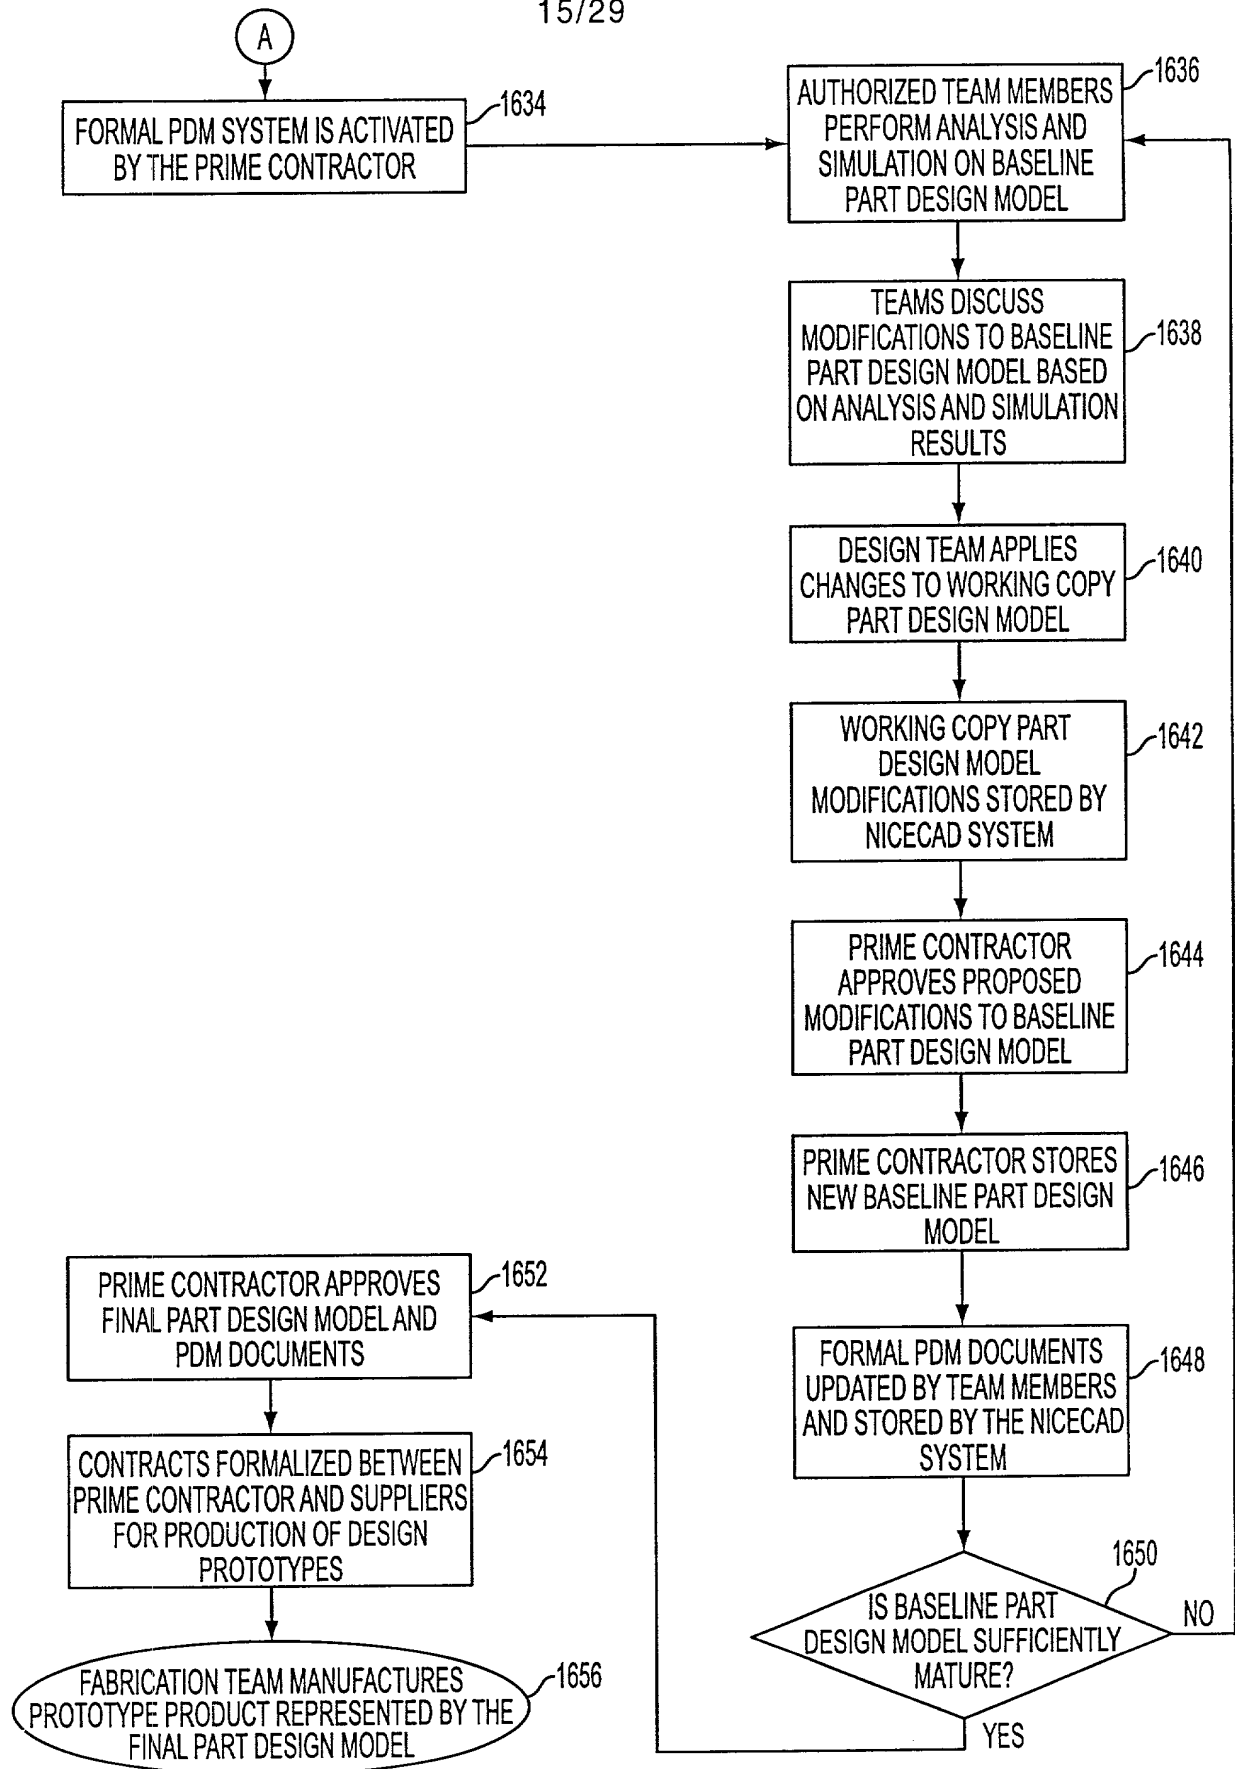 15/29
A
FORMAL PDM SYSTEM IS ACTIVATED
BY THE PRIME CONTRACTOR
1634
AUTHORIZED TEAM MEMBERS
PERFORM ANALYSIS AND
SIMULATION ON BASELINE
PART DESIGN MODEL
1636
TEAMS DISCUSS
MODIFICATIONS TO BASELINE
PART DESIGN MODEL BASED
ON ANALYSIS AND SIMULATION
RESULTS
1638
DESIGN TEAM APPLIES
CHANGES TO WORKING COPY
PART DESIGN MODEL
1640
WORKING COPY PART
DESIGN MODEL
MODIFICATIONS STORED BY
NICECAD SYSTEM
1642
PRIME CONTRACTOR
APPROVES PROPOSED
MODIFICATIONS TO BASELINE
PART DESIGN MODEL
1644
PRIME CONTRACTOR STORES
NEW BASELINE PART DESIGN
MODEL
1646
FORMAL PDM DOCUMENTS
UPDATED BY TEAM MEMBERS
AND STORED BY THE NICECAD
SYSTEM
1648
IS BASELINE PART
DESIGN MODEL SUFFICIENTLY
MATURE?
1650
NO
YES
PRIME CONTRACTOR APPROVES
FINAL PART DESIGN MODEL AND
PDM DOCUMENTS
1652
CONTRACTS FORMALIZED BETWEEN
PRIME CONTRACTOR AND SUPPLIERS
FOR PRODUCTION OF DESIGN
PROTOTYPES
1654
FABRICATION TEAM MANUFACTURES
PROTOTYPE PRODUCT REPRESENTED BY THE
FINAL PART DESIGN MODEL
1656